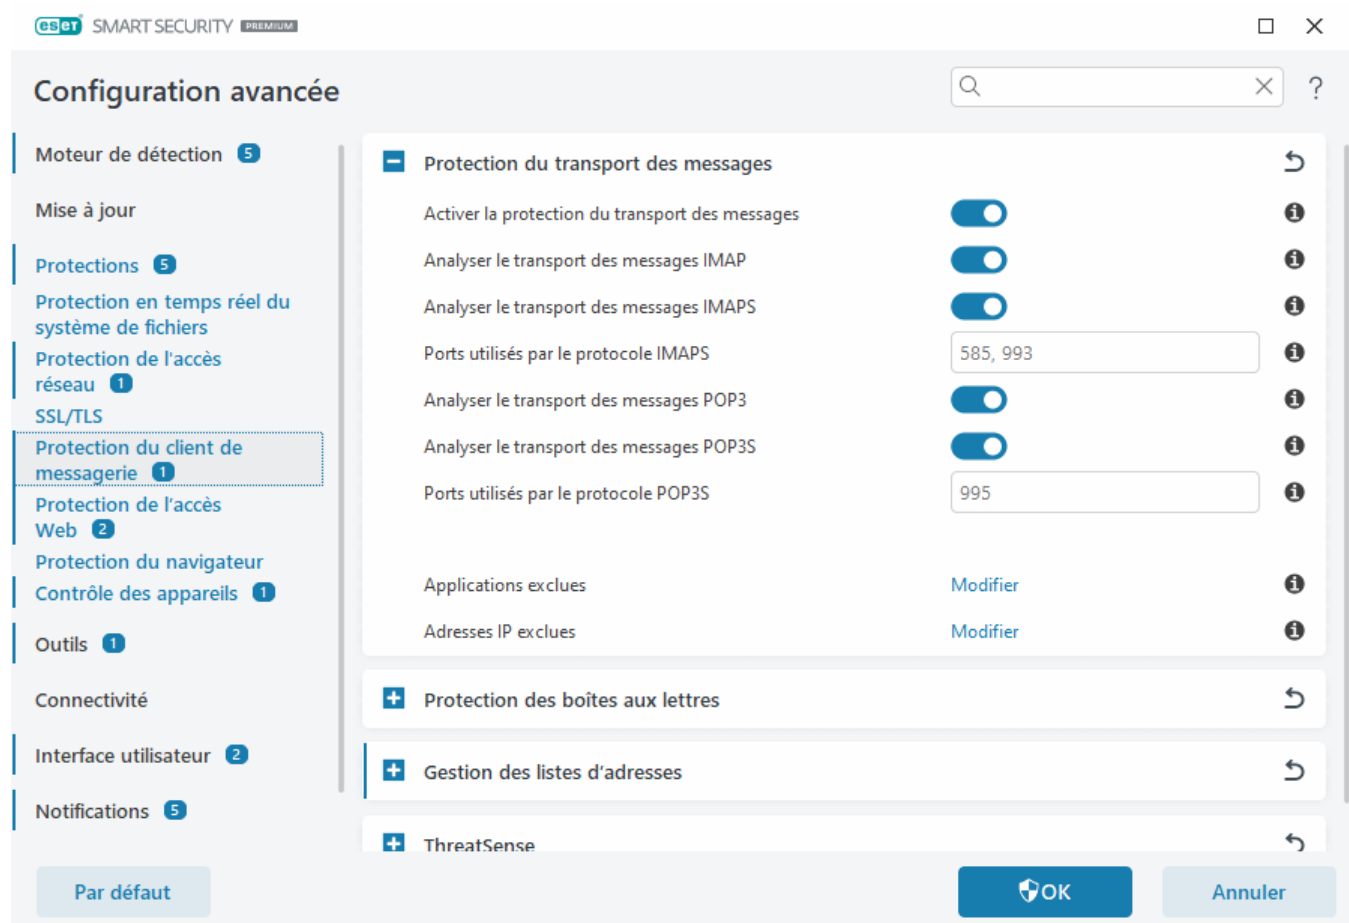 eset SMART SECURITY PREMIUM
Configuration avancée
?
Moteur de détection 5
Mise à jour
Protections 5
Protection en temps réel du
système de fichiers
Protection de l'accès
réseau 1
SSL/TLS
Protection du client de
messagerie 1
Protection de l'accès
Web 2
Protection du navigateur
Contrôle des appareils 1
Outils 1
Connectivité
Interface utilisateur 2
Notifications 5
Protection du transport des messages
Activer la protection du transport des messages
Analyser le transport des messages IMAP
Analyser le transport des messages IMAPS
Ports utilisés par le protocole IMAPS 585, 993
Analyser le transport des messages POP3
Analyser le transport des messages POP3S
Ports utilisés par le protocole POP3S 995
Applications exclues Modifier
Adresses IP exclues Modifier
Protection des boîtes aux lettres
Gestion des listes d'adresses
ThreatSense
Par défaut OK Annuler